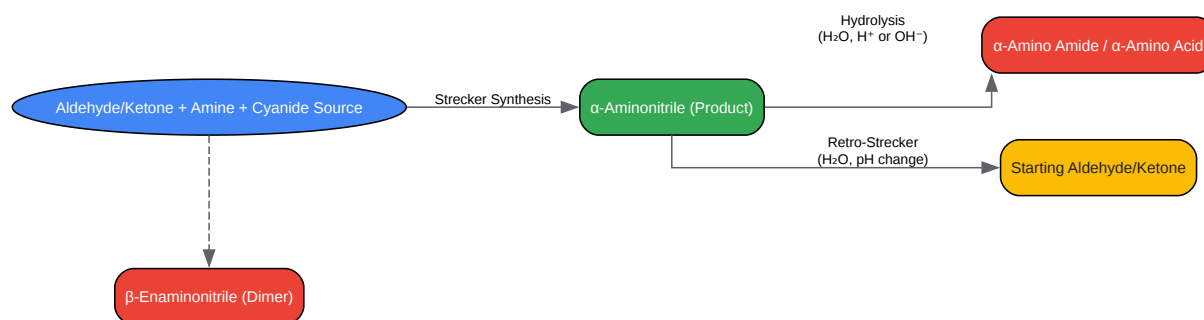 Hydrolysis
(H₂O, H⁺ or OH⁻)
α-Amino Amide / α-Amino Acid
Aldehyde/Ketone + Amine + Cyanide Source
Strecker Synthesis
α-Aminonitrile (Product)
Retro-Strecker
(H₂O, pH change)
Starting Aldehyde/Ketone
β-Enaminonitrile (Dimer)